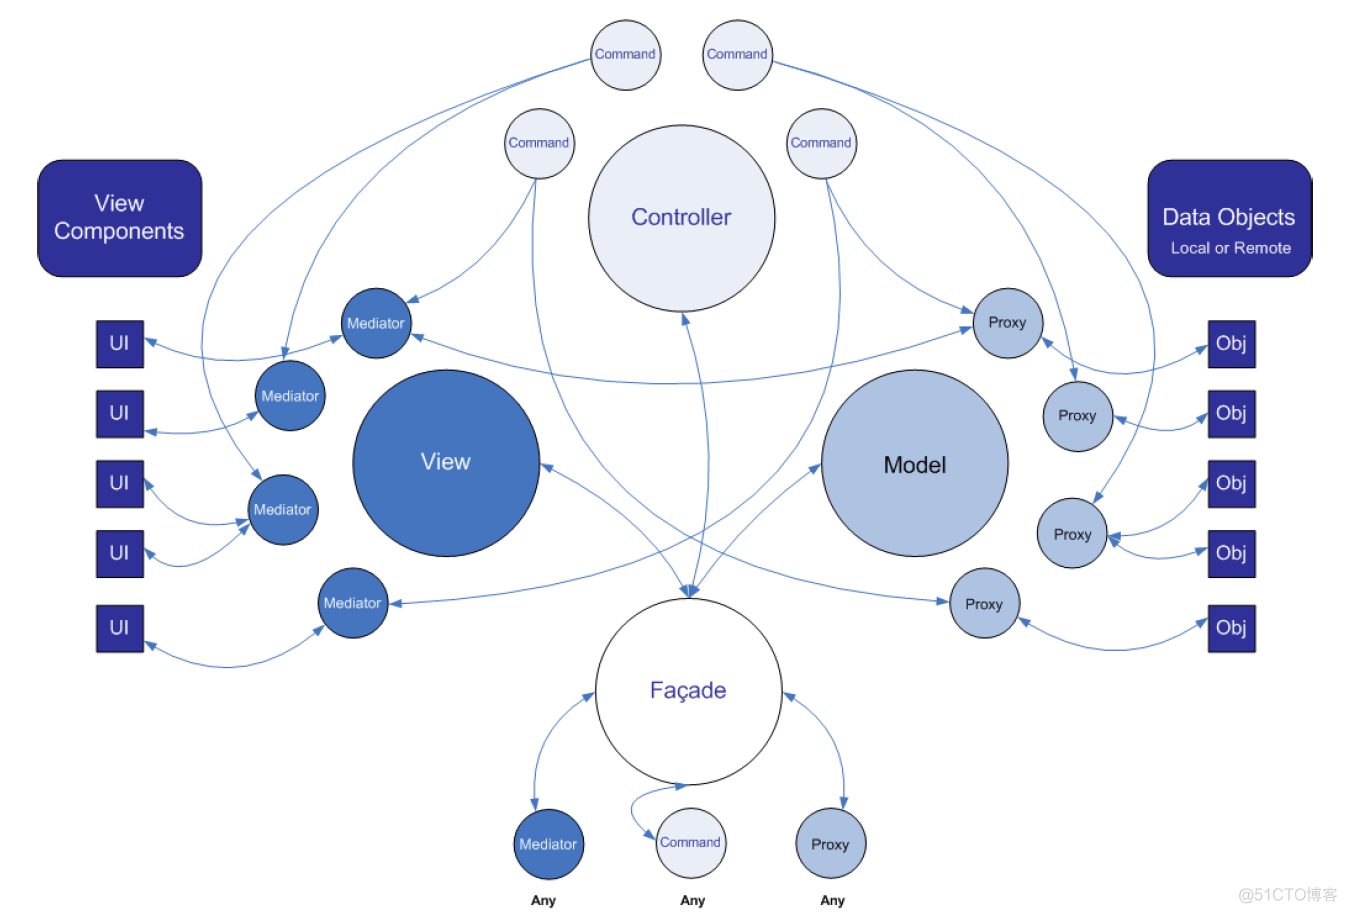 Command
Command
Command
Command
Controller
View
Components
Data Objects
Local or Remote
Mediator
Proxy
UI
Obj
Mediator
Proxy
UI
Obj
View
Model
UI
Obj
Mediator
Proxy
UI
Obj
Mediator
Proxy
UI
Obj
Façade
Mediator
Command
Proxy
Any
Any
Any
@51CTO博客